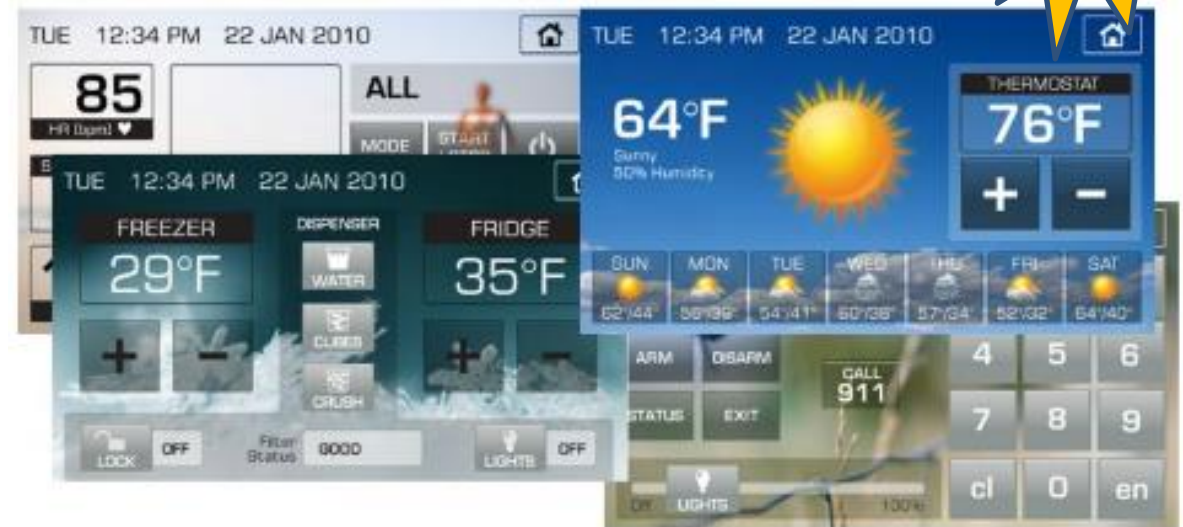 TUE 12:34 PM 22 JAN 2010
85
HR [bpm]
ALL
MODE
START
TUE 12:34 PM 22 JAN 2010
FREEZER
29°F
+ -
DISPENSER
WATER
CUBES
CRUSH
FRIDGE
35°F
+ -
LOCK OFF
Filter Status GOOD
LIGHTS OFF
TUE 12:34 PM 22 JAN 2010
64°F
Sunny
50% Humidity
THERMOSTAT
76°F
+ -
SUN MON TUE WED THU FRI SAT
62°/44° 56°/39° 54°/41° 60°/38° 57°/34° 52°/32° 64°/40°
ARM DISARM
STATUS EXIT
CALL
911
4 5 6
7 8 9
cl 0 en
Off LIGHTS 100%